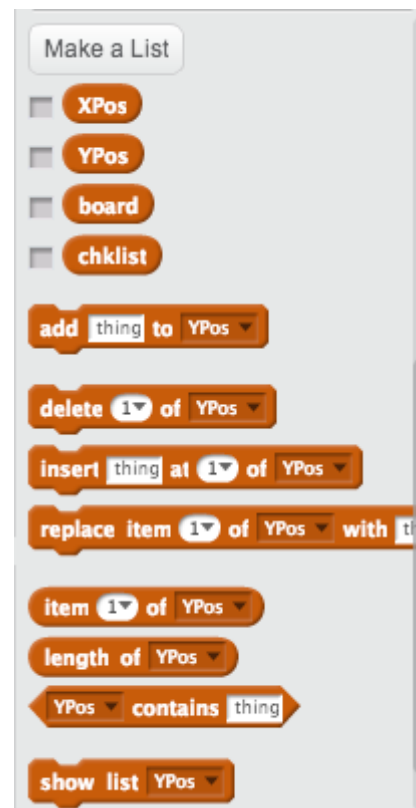 Make a List
XPos
YPos
board
chklist
add thing to YPos
delete 1 of YPos
insert thing at 1 of YPos
replace item 1 of YPos with
item 1 of YPos
length of YPos
YPos contains thing
show list YPos